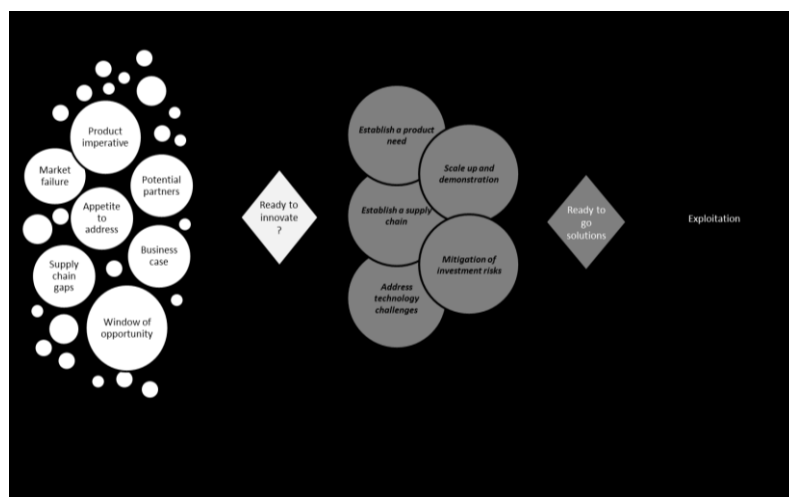 Product
imperative
Market
failure
Potential
partners
Appetite
to
address
Business
case
Supply
chain
gaps
Window of
opportunity
Ready to
innovate
?
Establish a product
need
Scale up and
demonstration
Establish a supply
chain
Mitigation of
investment risks
Address
technology
challenges
Ready to
go
solutions
Exploitation